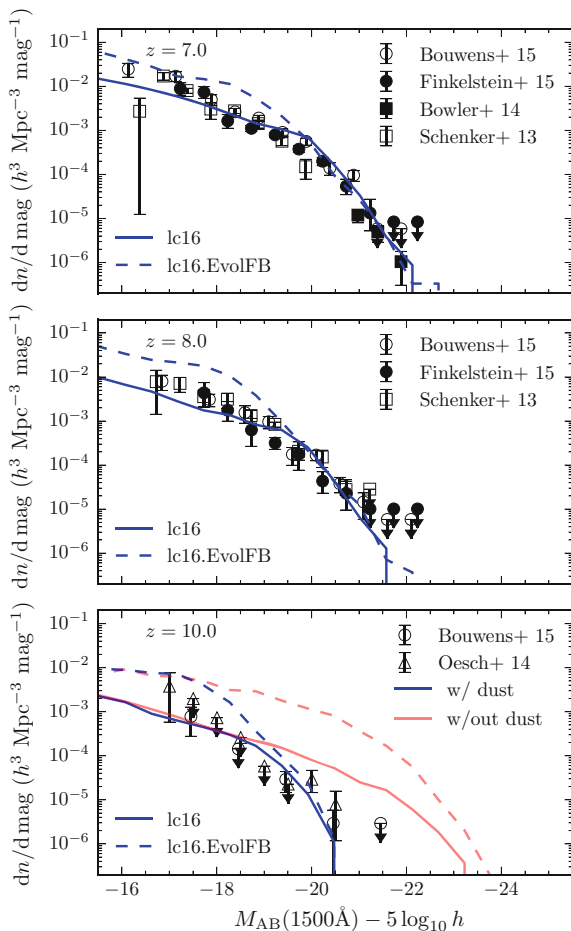 10⁻¹
z = 7.0
Bouwens+ 15
10⁻²
Finkelstein+ 15
Bowler+ 14
10⁻³
Schenker+ 13
10⁻⁴
10⁻⁵
lc16
10⁻⁶
lc16.EvolFB
dn/d mag (h³ Mpc⁻³ mag⁻¹)
10⁻¹
z = 8.0
Bouwens+ 15
10⁻²
Finkelstein+ 15
Schenker+ 13
10⁻³
10⁻⁴
10⁻⁵
lc16
10⁻⁶
lc16.EvolFB
dn/d mag (h³ Mpc⁻³ mag⁻¹)
10⁻¹
z = 10.0
Bouwens+ 15
10⁻²
Oesch+ 14
w/ dust
10⁻³
w/out dust
10⁻⁴
10⁻⁵
lc16
10⁻⁶
lc16.EvolFB
dn/d mag (h³ Mpc⁻³ mag⁻¹)
−16 −18 −20 −22 −24
M_AB(1500Å) − 5 log₁₀ h